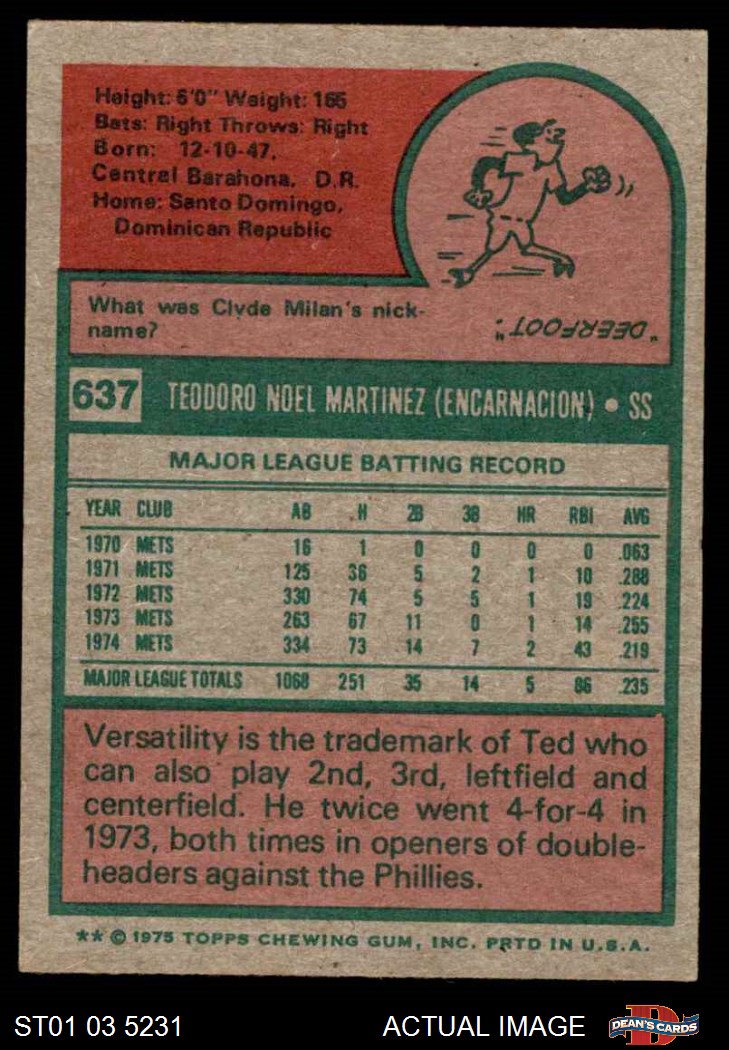 Height: 6'0" Weight: 165
Bats: Right Throws: Right
Born: 12-10-47,
Central Barahona, D.R.
Home: Santo Domingo,
Dominican Republic
What was Clyde Milan's nick-
name?
"DEERFOOT."
637 TEODORO NOEL MARTINEZ (ENCARNACION) • SS
MAJOR LEAGUE BATTING RECORD
YEAR CLUB AB H 2B 3B HR RBI AVG
1970 METS 16 1 0 0 0 0 .063
1971 METS 125 36 5 2 1 10 .288
1972 METS 330 74 5 5 1 19 .224
1973 METS 263 67 11 0 1 14 .255
1974 METS 334 73 14 7 2 43 .219
MAJOR LEAGUE TOTALS 1068 251 35 14 5 86 .235
Versatility is the trademark of Ted who
can also play 2nd, 3rd, leftfield and
centerfield. He twice went 4-for-4 in
1973, both times in openers of double-
headers against the Phillies.
** © 1975 TOPPS CHEWING GUM, INC. PRTD IN U.S.A.
ST01 03 5231 ACTUAL IMAGE DEAN'S CARDS